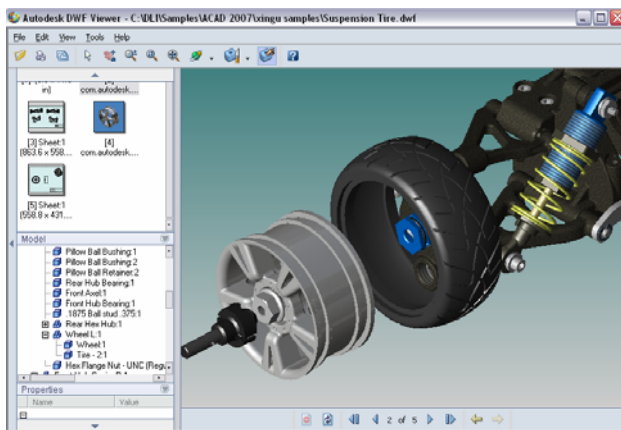 Autodesk DWF Viewer - C:\DLI\Samples\ACAD 2007\xingu samples\Suspension Tire.dwf
File Edit View Tools Help
in)
com.autodesk....
[3] Sheet:1
(863.6 x 558....
[4]
com.autodesk....
[5] Sheet:1
(558.8 x 431....
Model
Pillow Ball Bushing:1
Pillow Ball Bushing:2
Pillow Ball Retainer:2
Rear Hub Bearing:1
Front Axel:1
Front Hub Bearing:1
.1875 Ball stud .375:1
Rear Hex Hub:1
Wheel L:1
Wheel:1
Tire - 2:1
Hex Flange Nut - UNC (Regu
Properties
Name Value
2 of 5